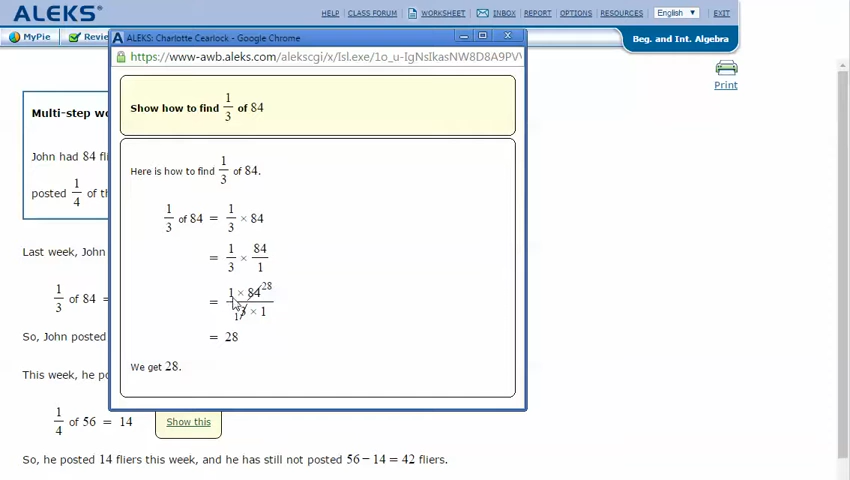 ALEKS®
HELP CLASS FORUM WORKSHEET INBOX REPORT OPTIONS RESOURCES English ▼ EXIT
MyPie Revie
Beg. and Int. Algebra
ALEKS: Charlotte Cearlock - Google Chrome
https://www-awb.aleks.com/alekscgi/x/Isl.exe/1o_u-IgNsIkasNW8D8A9PV
Print
Show how to find 1/3 of 84
Multi-step wo
John had 84 fli
posted 1/4 of th
Here is how to find 1/3 of 84.
1/3 of 84 = 1/3 × 84
= 1/3 × 84/1
= 1 × 84 28 / 1 3 × 1
= 28
We get 28.
Last week, John
1/3 of 84 =
So, John posted
This week, he po
1/4 of 56 = 14 Show this
So, he posted 14 fliers this week, and he has still not posted 56 − 14 = 42 fliers.